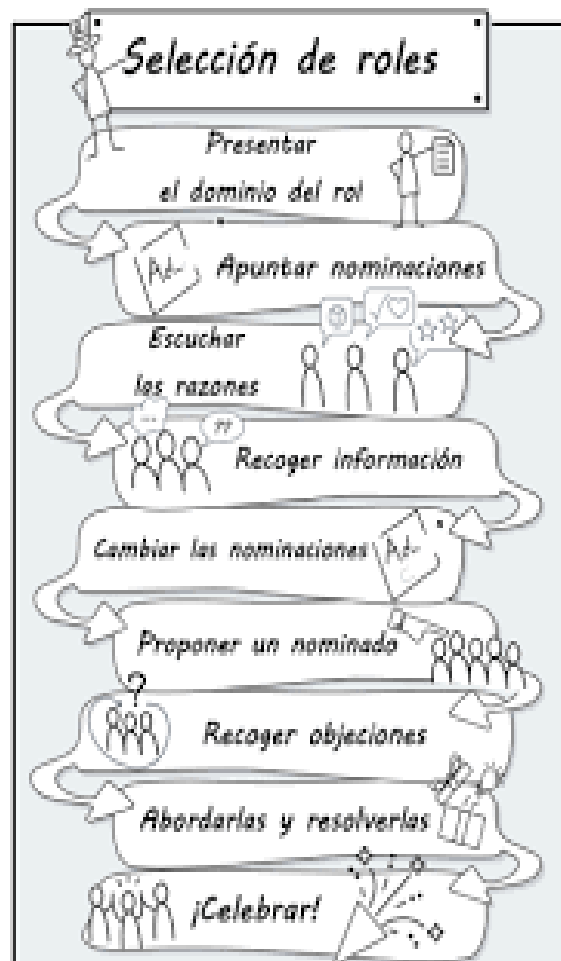 Selección de roles
Presentar
el dominio del rol
Apuntar nominaciones
Escuchar
las razones
...
??
Recoger información
Cambiar las nominaciones
Proponer un nominado
?
Recoger objeciones
Abordarlas y resolverlas
¡Celebrar!